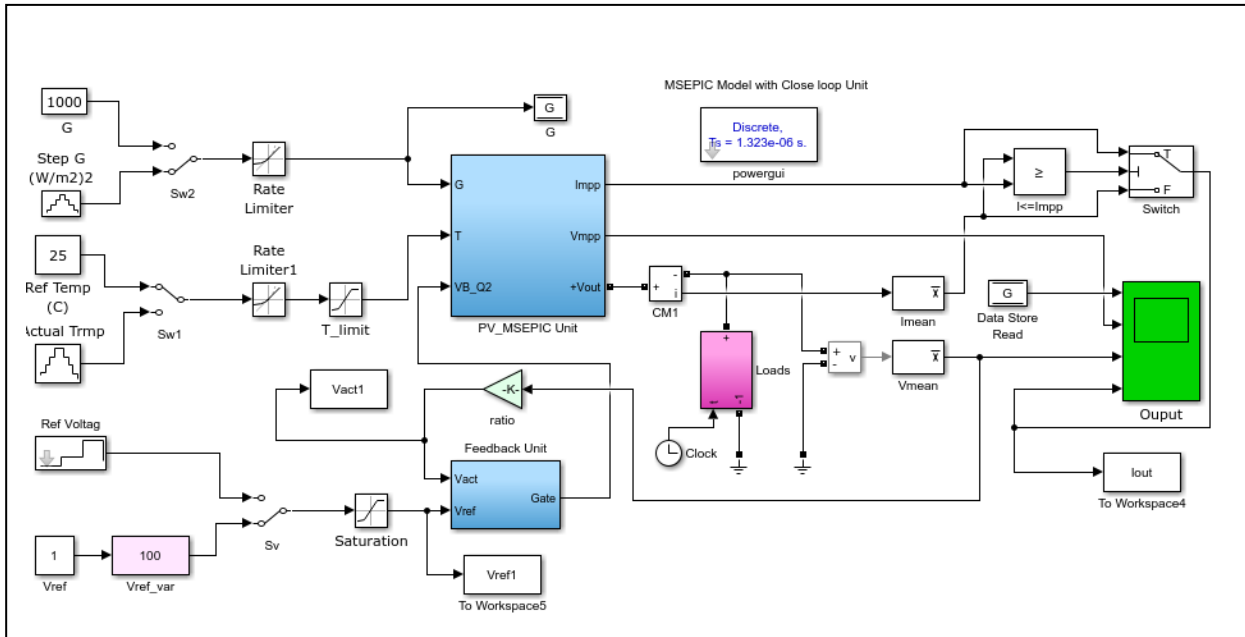 MSEPIC Model with Close loop Unit
1000
G
G
G
Discrete,
Ts = 1.323e-06 s.
powergui
Step G
(W/m2)2
Sw2
Rate
Limiter
G
T
VB_Q2
Impp
Vmpp
+Vout
PV_MSEPIC Unit
≥
I<=Impp
T
F
Switch
25
Ref Temp
(C)
Actual Trmp
Sw1
Rate
Limiter1
T_limit
-
+
i
CM1
x
Imean
G
Data Store
Read
+
Loads
+
-
v
x
Vmean
Ouput
Clock
Vact1
-K-
ratio
Ref Voltag
Feedback Unit
Vact
Vref
Gate
Iout
To Workspace4
Sv
Saturation
1
Vref
100
Vref_var
Vref1
To Workspace5